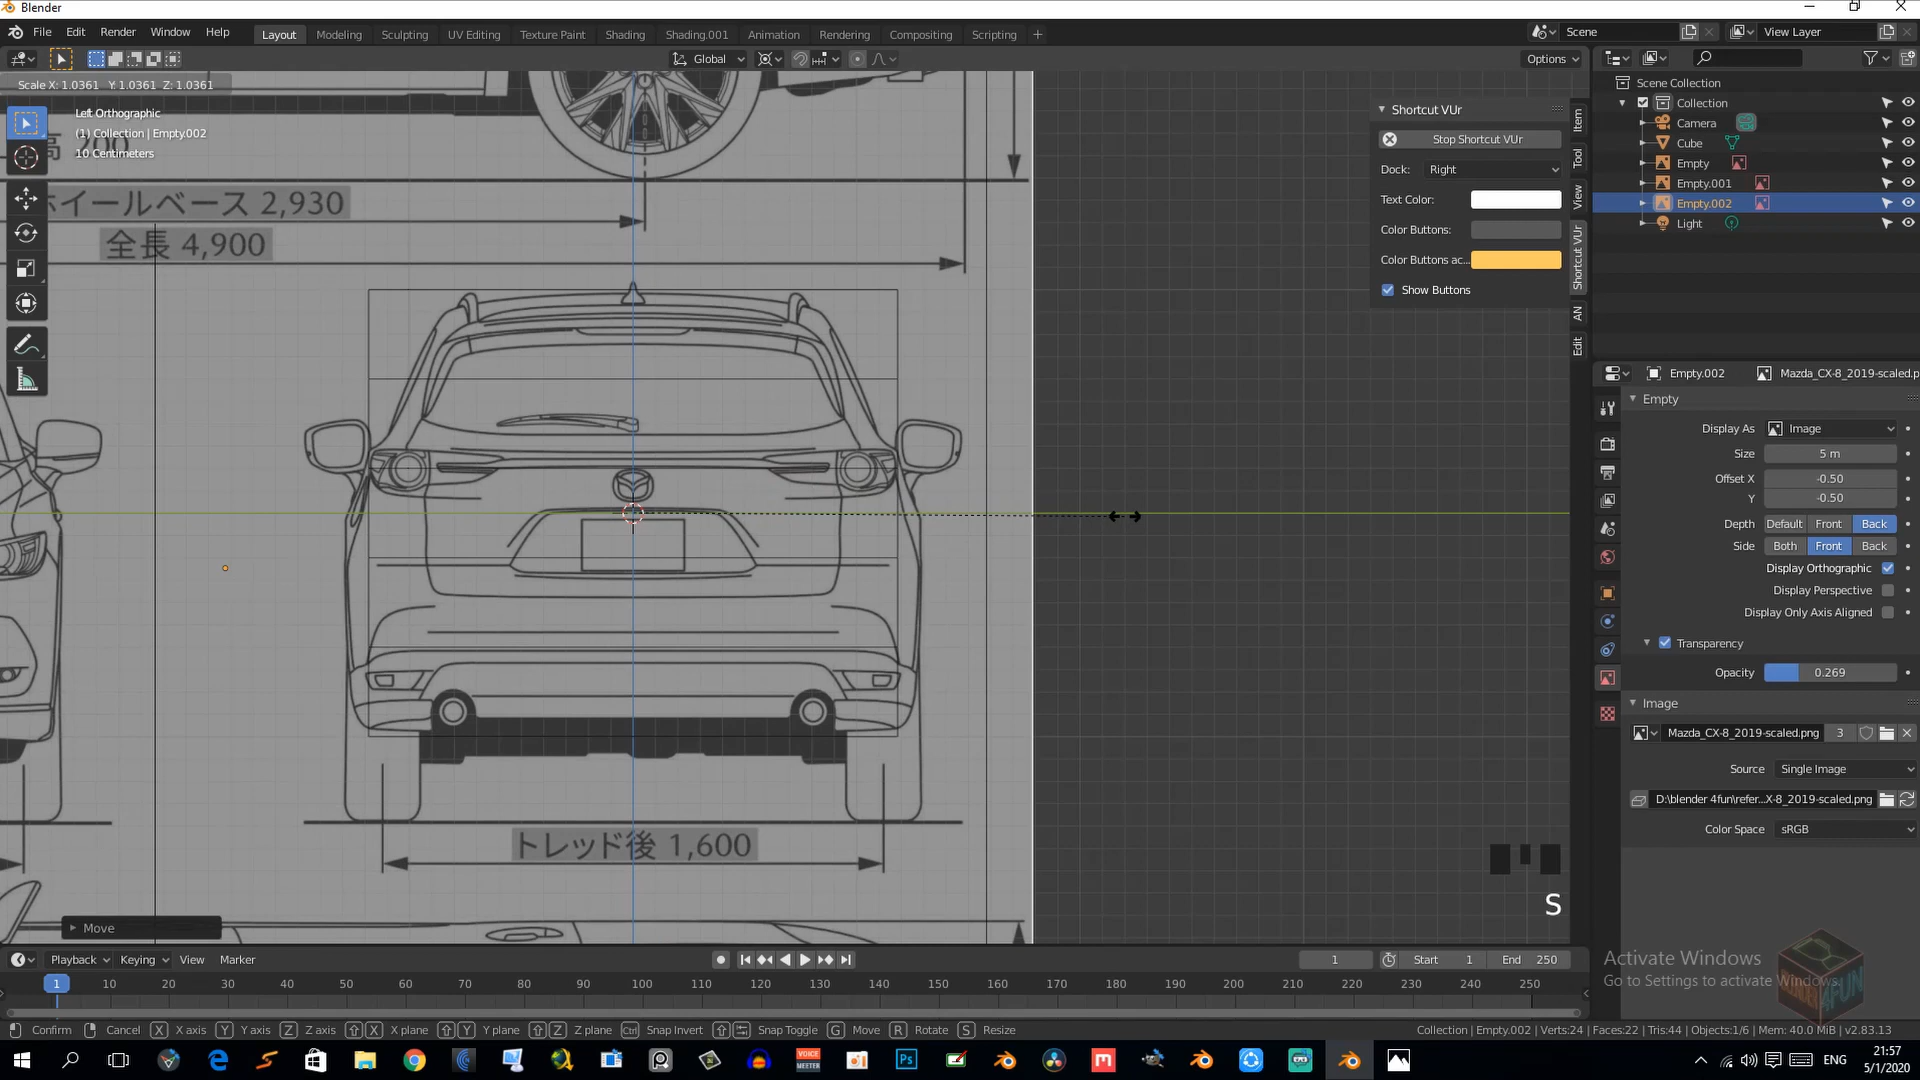 Blender
File Edit Render Window Help
Layout Modeling Sculpting UV Editing Texture Paint Shading Shading.001 Animation Rendering Compositing Scripting +
Scene
View Layer
Global
Options
Scale X: 1.0361 Y: 1.0361 Z: 1.0361
Left Orthographic
(1) Collection | Empty.002
10 Centimeters
高 200
ホイールベース 2,930
全長 4,900
トレッド後 1,600
Shortcut VUr
Stop Shortcut VUr
Dock: Right
Text Color:
Color Buttons:
Color Buttons ac...
Show Buttons
Item
Tool
View
Shortcut VUr
AN
Edit
Scene Collection
Collection
Camera
Cube
Empty
Empty.001
Empty.002
Light
Empty.002 Mazda_CX-8_2019-scaled.p
Empty
Display As Image
Size 5 m
Offset X -0.50
Y -0.50
Depth Default Front Back
Side Both Front Back
Display Orthographic
Display Perspective
Display Only Axis Aligned
Transparency
Opacity 0.269
Image
Mazda_CX-8_2019-scaled.png 3
Source Single Image
D:\blender 4fun\refer...X-8_2019-scaled.png
Color Space sRGB
S
Move
Activate Windows
Go to Settings to activate Windows.
Playback Keying View Marker
1 Start 1 End 250
1 10 20 30 40 50 60 70 80 90 100 110 120 130 140 150 160 170 180 190 200 210 220 230 240 250
Confirm Cancel X X axis Y Y axis Z Z axis X X plane Y Y plane Z Z plane Ctrl Snap Invert Snap Toggle G Move R Rotate S Resize
Collection | Empty.002 | Verts:24 | Faces:22 | Tris:44 | Objects:1/6 | Mem: 40.0 MiB | v2.83.13
VOICE MEETER
Ps
ENG
21:57
5/1/2020